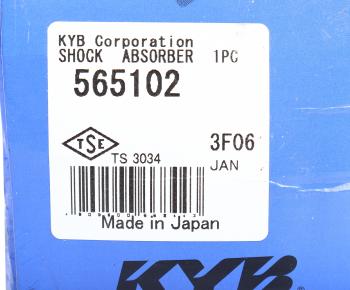 KYB Corporation
SHOCK ABSORBER 1PC
565102
TSE
3F06
TS 3034
JAN
Made in Japan
KYB